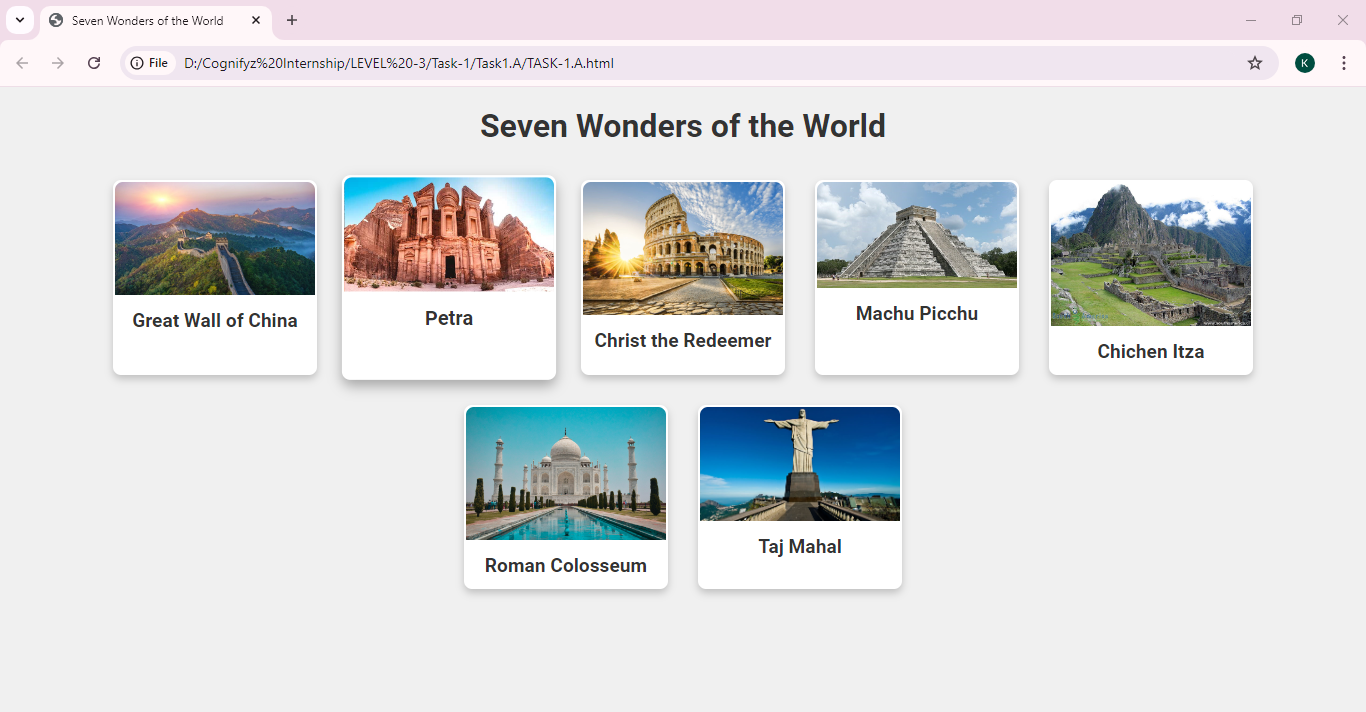 Seven Wonders of the World
File
D:/Cognifyz%20Internship/LEVEL%20-3/Task-1/Task1.A/TASK-1.A.html
K
Seven Wonders of the World
Great Wall of China
Petra
Christ the Redeemer
Machu Picchu
Chichen Itza
Roman Colosseum
Taj Mahal